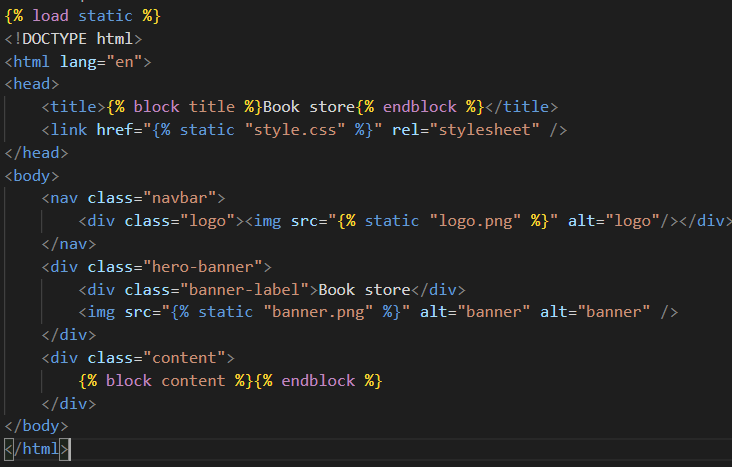 {% load static %}
<!DOCTYPE html>
<html lang="en">
<head>
    <title>{% block title %}Book store{% endblock %}</title>
    <link href="{% static "style.css" %}" rel="stylesheet" />
</head>
<body>
    <nav class="navbar">
        <div class="logo"><img src="{% static "logo.png" %}" alt="logo"/></div>
    </nav>
    <div class="hero-banner">
        <div class="banner-label">Book store</div>
        <img src="{% static "banner.png" %}" alt="banner" alt="banner" />
    </div>
    <div class="content">
        {% block content %}{% endblock %}
    </div>
</body>
</html>